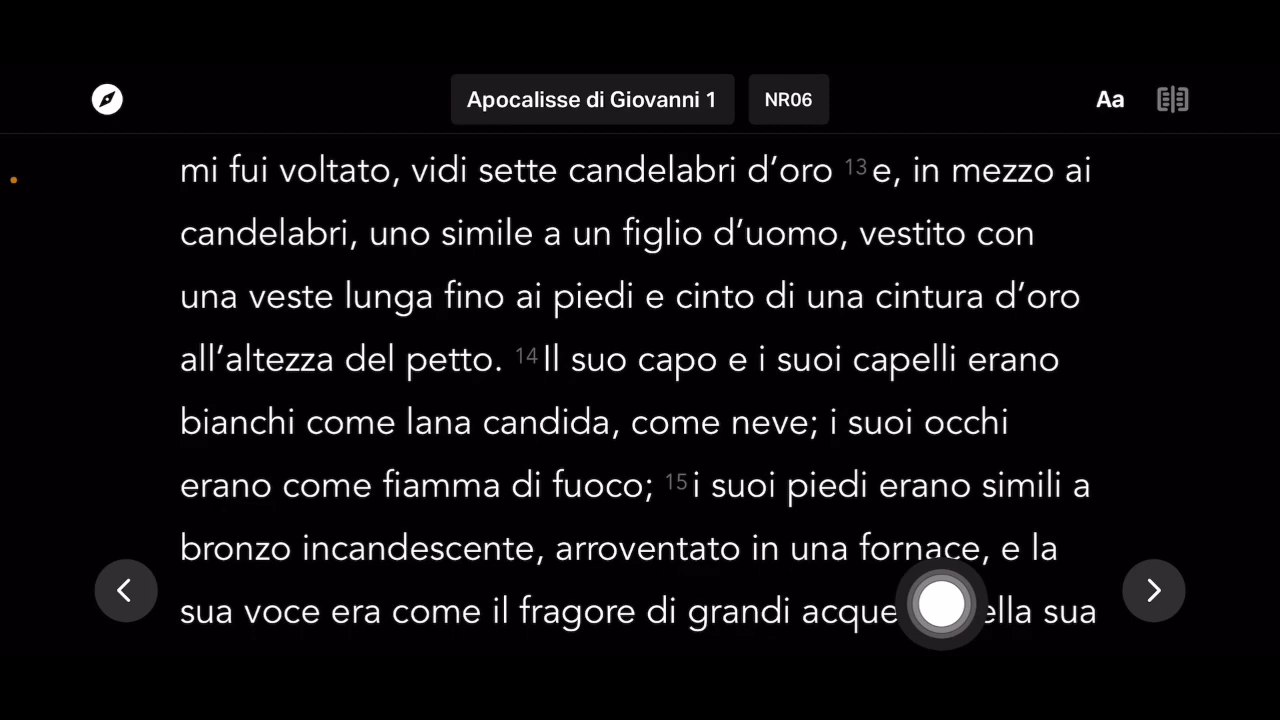 Apocalisse di Giovanni 1 NR06 Aa
mi fui voltato, vidi sette candelabri d’oro 13 e, in mezzo ai
candelabri, uno simile a un figlio d’uomo, vestito con
una veste lunga fino ai piedi e cinto di una cintura d’oro
all’altezza del petto. 14 Il suo capo e i suoi capelli erano
bianchi come lana candida, come neve; i suoi occhi
erano come fiamma di fuoco; 15 i suoi piedi erano simili a
bronzo incandescente, arroventato in una fornace, e la
sua voce era come il fragore di grandi acque sua